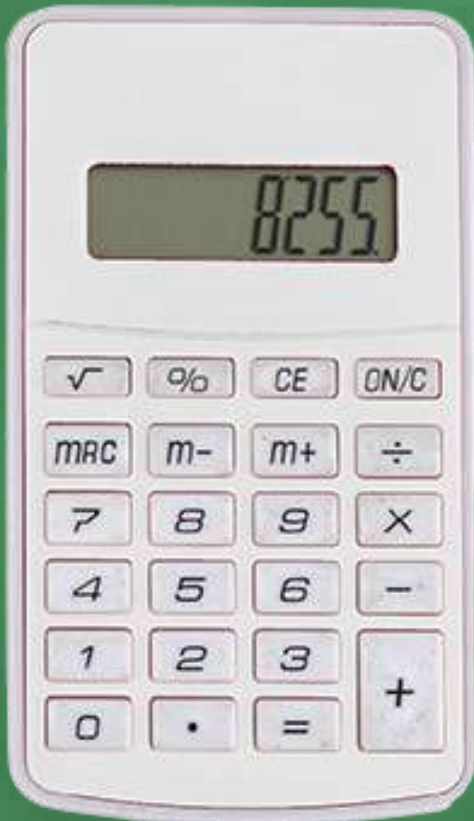 8255.
√ % CE ON/C
MRC M- M+ ÷
7 8 9 X
4 5 6 -
1 2 3 +
0 . =